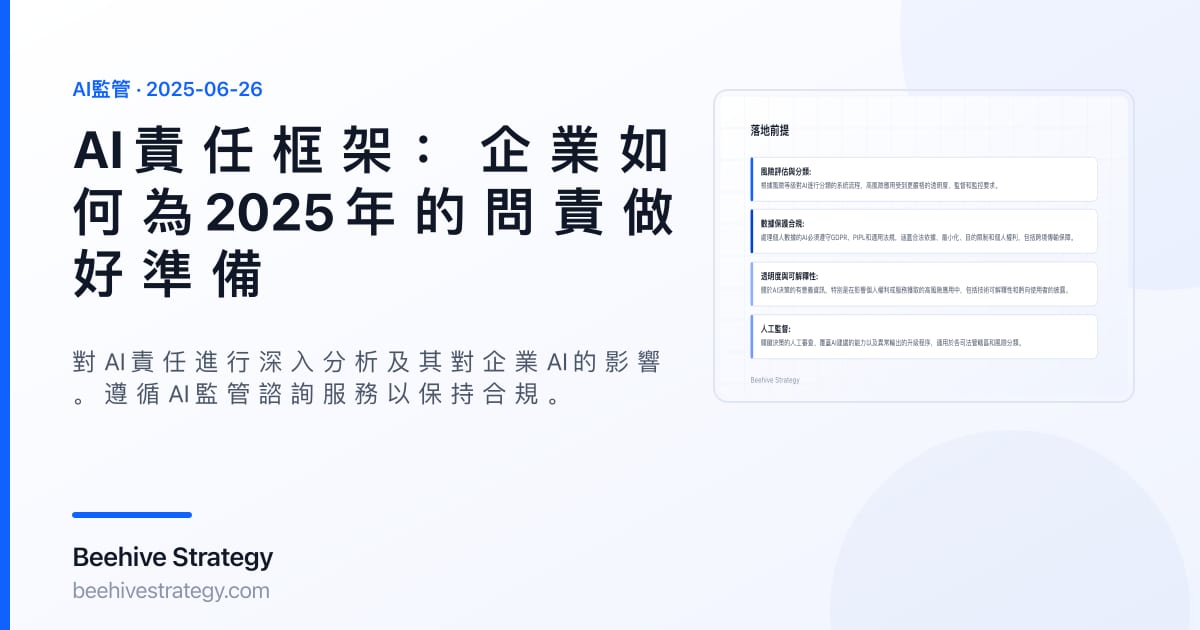 AI監管 · 2025-06-26
AI責任框架：企業如
何為2025年的問責做
好準備
對AI責任進行深入分析及其對企業AI的影響
。遵循AI監管諮詢服務以保持合規。
Beehive Strategy
beehivestrategy.com
落地前提
風險評估與分類:
根據風險等級對AI進行分類的系統流程，高風險應用受到更嚴格的透明度、監督和監控要求。
數據保護合規:
處理個人數據的AI必須遵守GDPR、PIPL和適用法規，涵蓋合法依據、最小化、目的限制和個人權利，包括跨境傳輸保障。
透明度與可解釋性:
關於AI決策的有意義資訊，特別是在影響個人權利或服務獲取的高風險應用中，包括技術可解釋性和面向使用者的披露。
人工監督:
關鍵決策的人工審查、覆蓋AI建議的能力以及異常輸出的升級程序，適用於各司法管轄區和風險分類。
Beehive Strategy